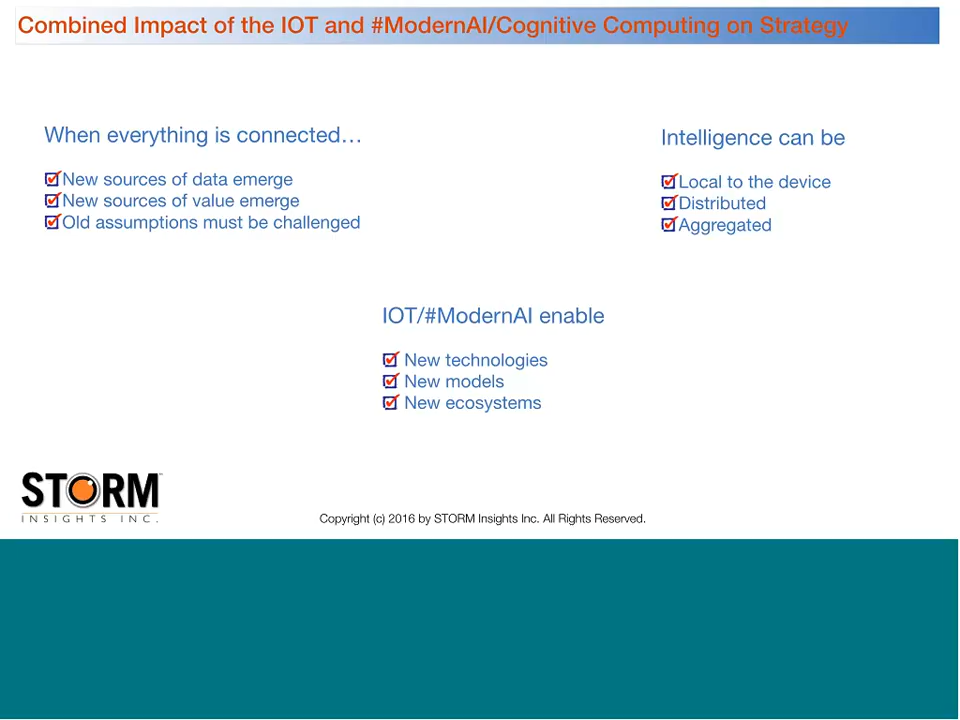 Combined Impact of the IOT and #ModernAI/Cognitive Computing on Strategy
When everything is connected…
New sources of data emerge
New sources of value emerge
Old assumptions must be challenged
Intelligence can be
Local to the device
Distributed
Aggregated
IOT/#ModernAI enable
New technologies
New models
New ecosystems
STORM
INSIGHTS INC.
Copyright (c) 2016 by STORM Insights Inc. All Rights Reserved.